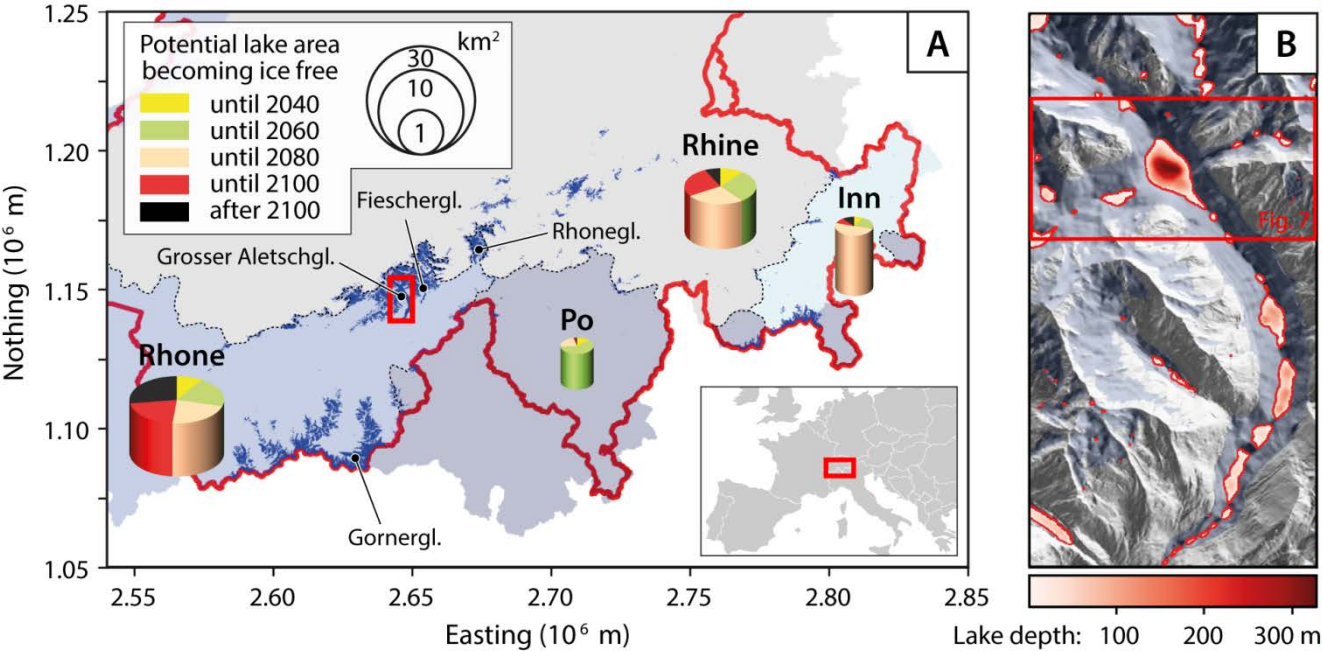 1.25
1.20
1.15
1.10
1.05
Nothing (10⁶ m)
Potential lake area
becoming ice free
until 2040
until 2060
until 2080
until 2100
after 2100
km²
30
10
1
A
Rhine
Inn
Fieschergl.
Rhonegl.
Grosser Aletschgl.
Po
Rhone
Gornergl.
2.55 2.60 2.65 2.70 2.75 2.80 2.85
Easting (10⁶ m)
B
Fig. 7
Lake depth: 100 200 300 m